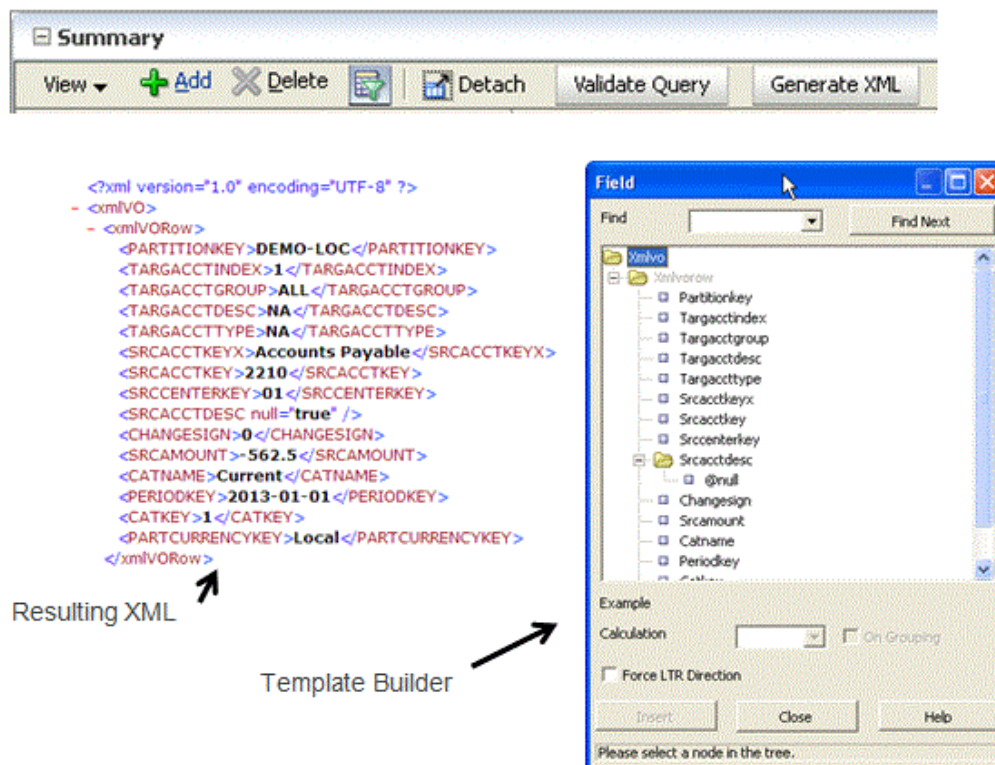 Summary
View Add Delete Detach Validate Query Generate XML
<?xml version="1.0" encoding="UTF-8" ?>
- <xmlVO>
- <xmlVORow>
<PARTITIONKEY>DEMO-LOC</PARTITIONKEY>
<TARGACCTINDEX>1</TARGACCTINDEX>
<TARGACCTGROUP>ALL</TARGACCTGROUP>
<TARGACCTDESC>NA</TARGACCTDESC>
<TARGACCTTYPE>NA</TARGACCTTYPE>
<SRCACCTKEYX>Accounts Payable</SRCACCTKEYX>
<SRCACCTKEY>2210</SRCACCTKEY>
<SRCCENTERKEY>01</SRCCENTERKEY>
<SRCACCTDESC null="true" />
<CHANGESIGN>0</CHANGESIGN>
<SRCAMOUNT>-562.5</SRCAMOUNT>
<CATNAME>Current</CATNAME>
<PERIODKEY>2013-01-01</PERIODKEY>
<CATKEY>1</CATKEY>
<PARTCURRENCYKEY>Local</PARTCURRENCYKEY>
</xmlVORow>
Resulting XML
Template Builder
Field
Find Find Next
Xmlvo
Xmlvorow
Partitionkey
Targacctindex
Targacctgroup
Targacctdesc
Targaccttype
Srcacctkeyx
Srcacctkey
Srccenterkey
Srcacctdesc
@null
Changesign
Srcamount
Catname
Periodkey
Example
Calculation On Grouping
Force LTR Direction
Insert Close Help
Please select a node in the tree.